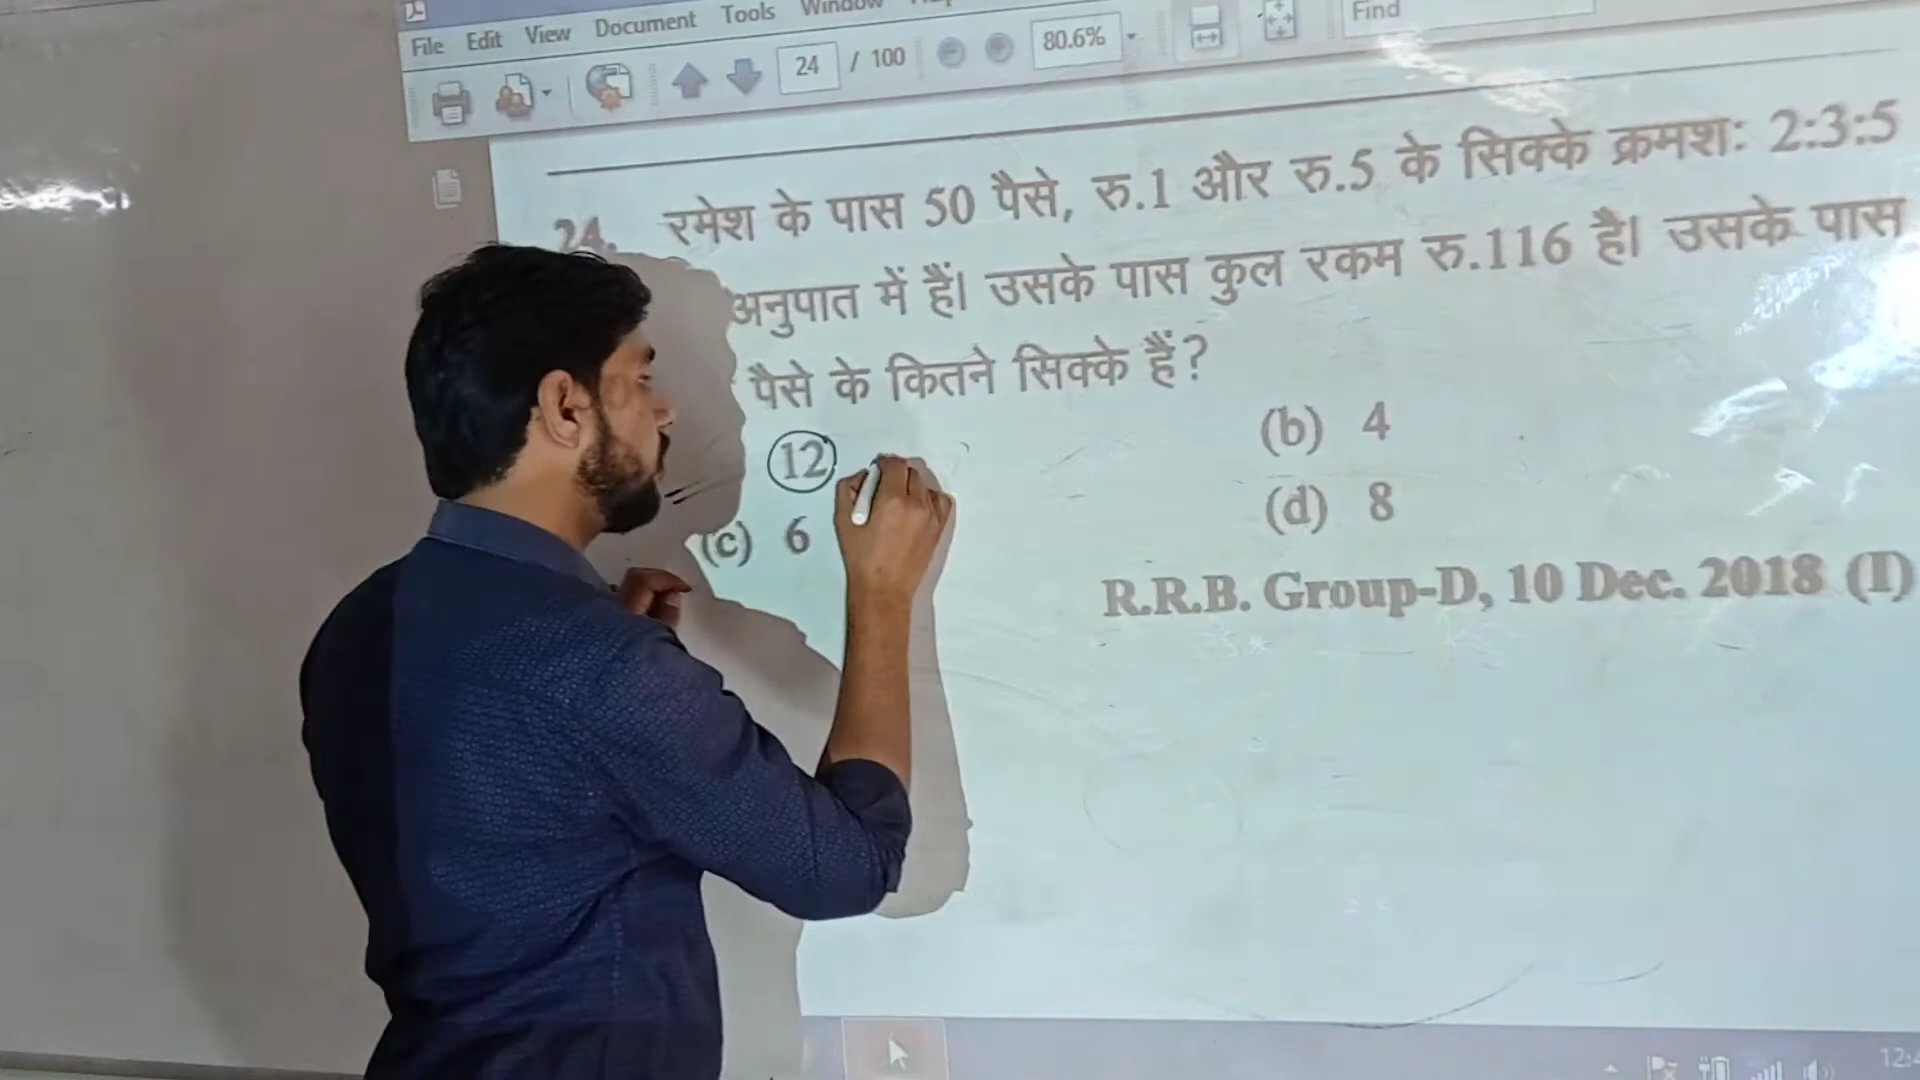 File Edit View Document Tools Window
24 / 100 80.6% Find
24. रमेश के पास 50 पैसे, रु.1 और रु.5 के सिक्के क्रमश: 2:3:5
अनुपात में हैं। उसके पास कुल रकम रु.116 है। उसके पास
पैसे के कितने सिक्के हैं?
12
(b) 4
(c) 6
(d) 8
R.R.B. Group-D, 10 Dec. 2018 (I)